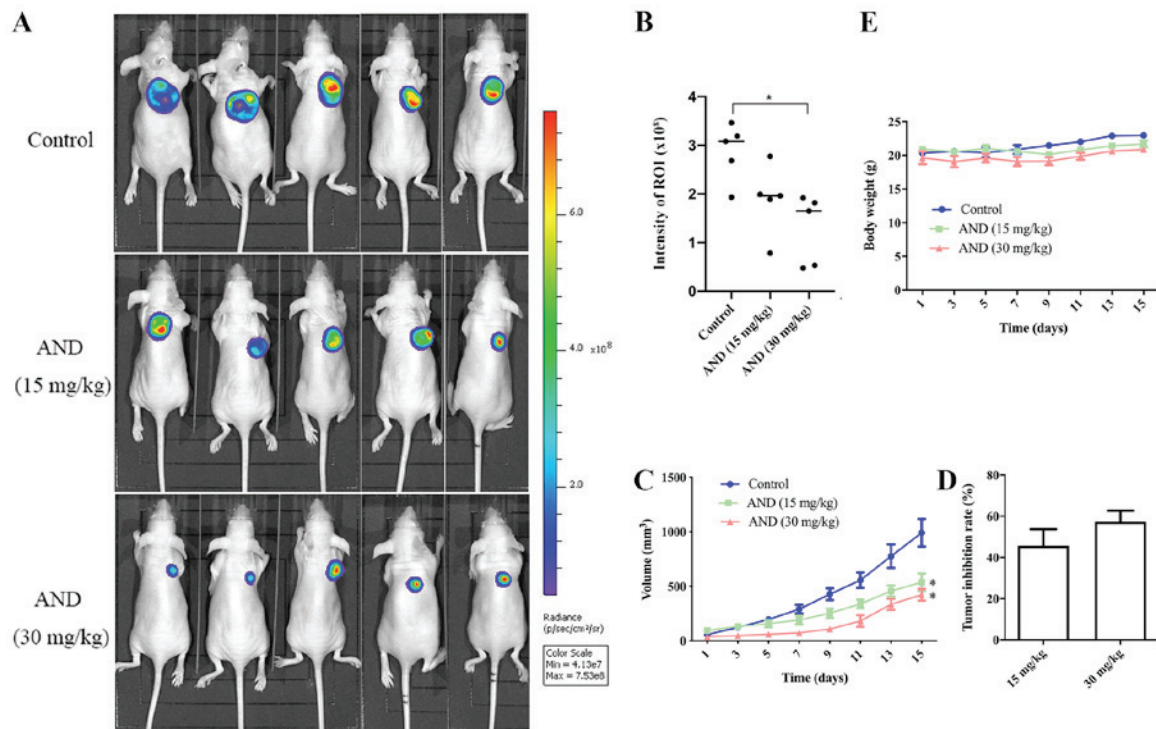 A
Control
AND
(15 mg/kg)
AND
(30 mg/kg)
6.0
4.0
x10⁸
2.0
Radiance
(p/sec/cm²/sr)
Color Scale
Min = 4.13e7
Max = 7.53e8
B
Intensity of ROI (x10⁸)
4
3
2
1
0
*
Control
AND (15 mg/kg)
AND (30 mg/kg)
E
Body weight (g)
25
20
15
10
5
0
Control
AND (15 mg/kg)
AND (30 mg/kg)
1 3 5 7 9 11 13 15
Time (days)
C
Volume (mm³)
1500
1000
500
0
Control
AND (15 mg/kg)
AND (30 mg/kg)
*
*
1 3 5 7 9 11 13 15
Time (days)
D
Tumor inhibition rate (%)
80
60
40
20
0
15 mg/kg
30 mg/kg